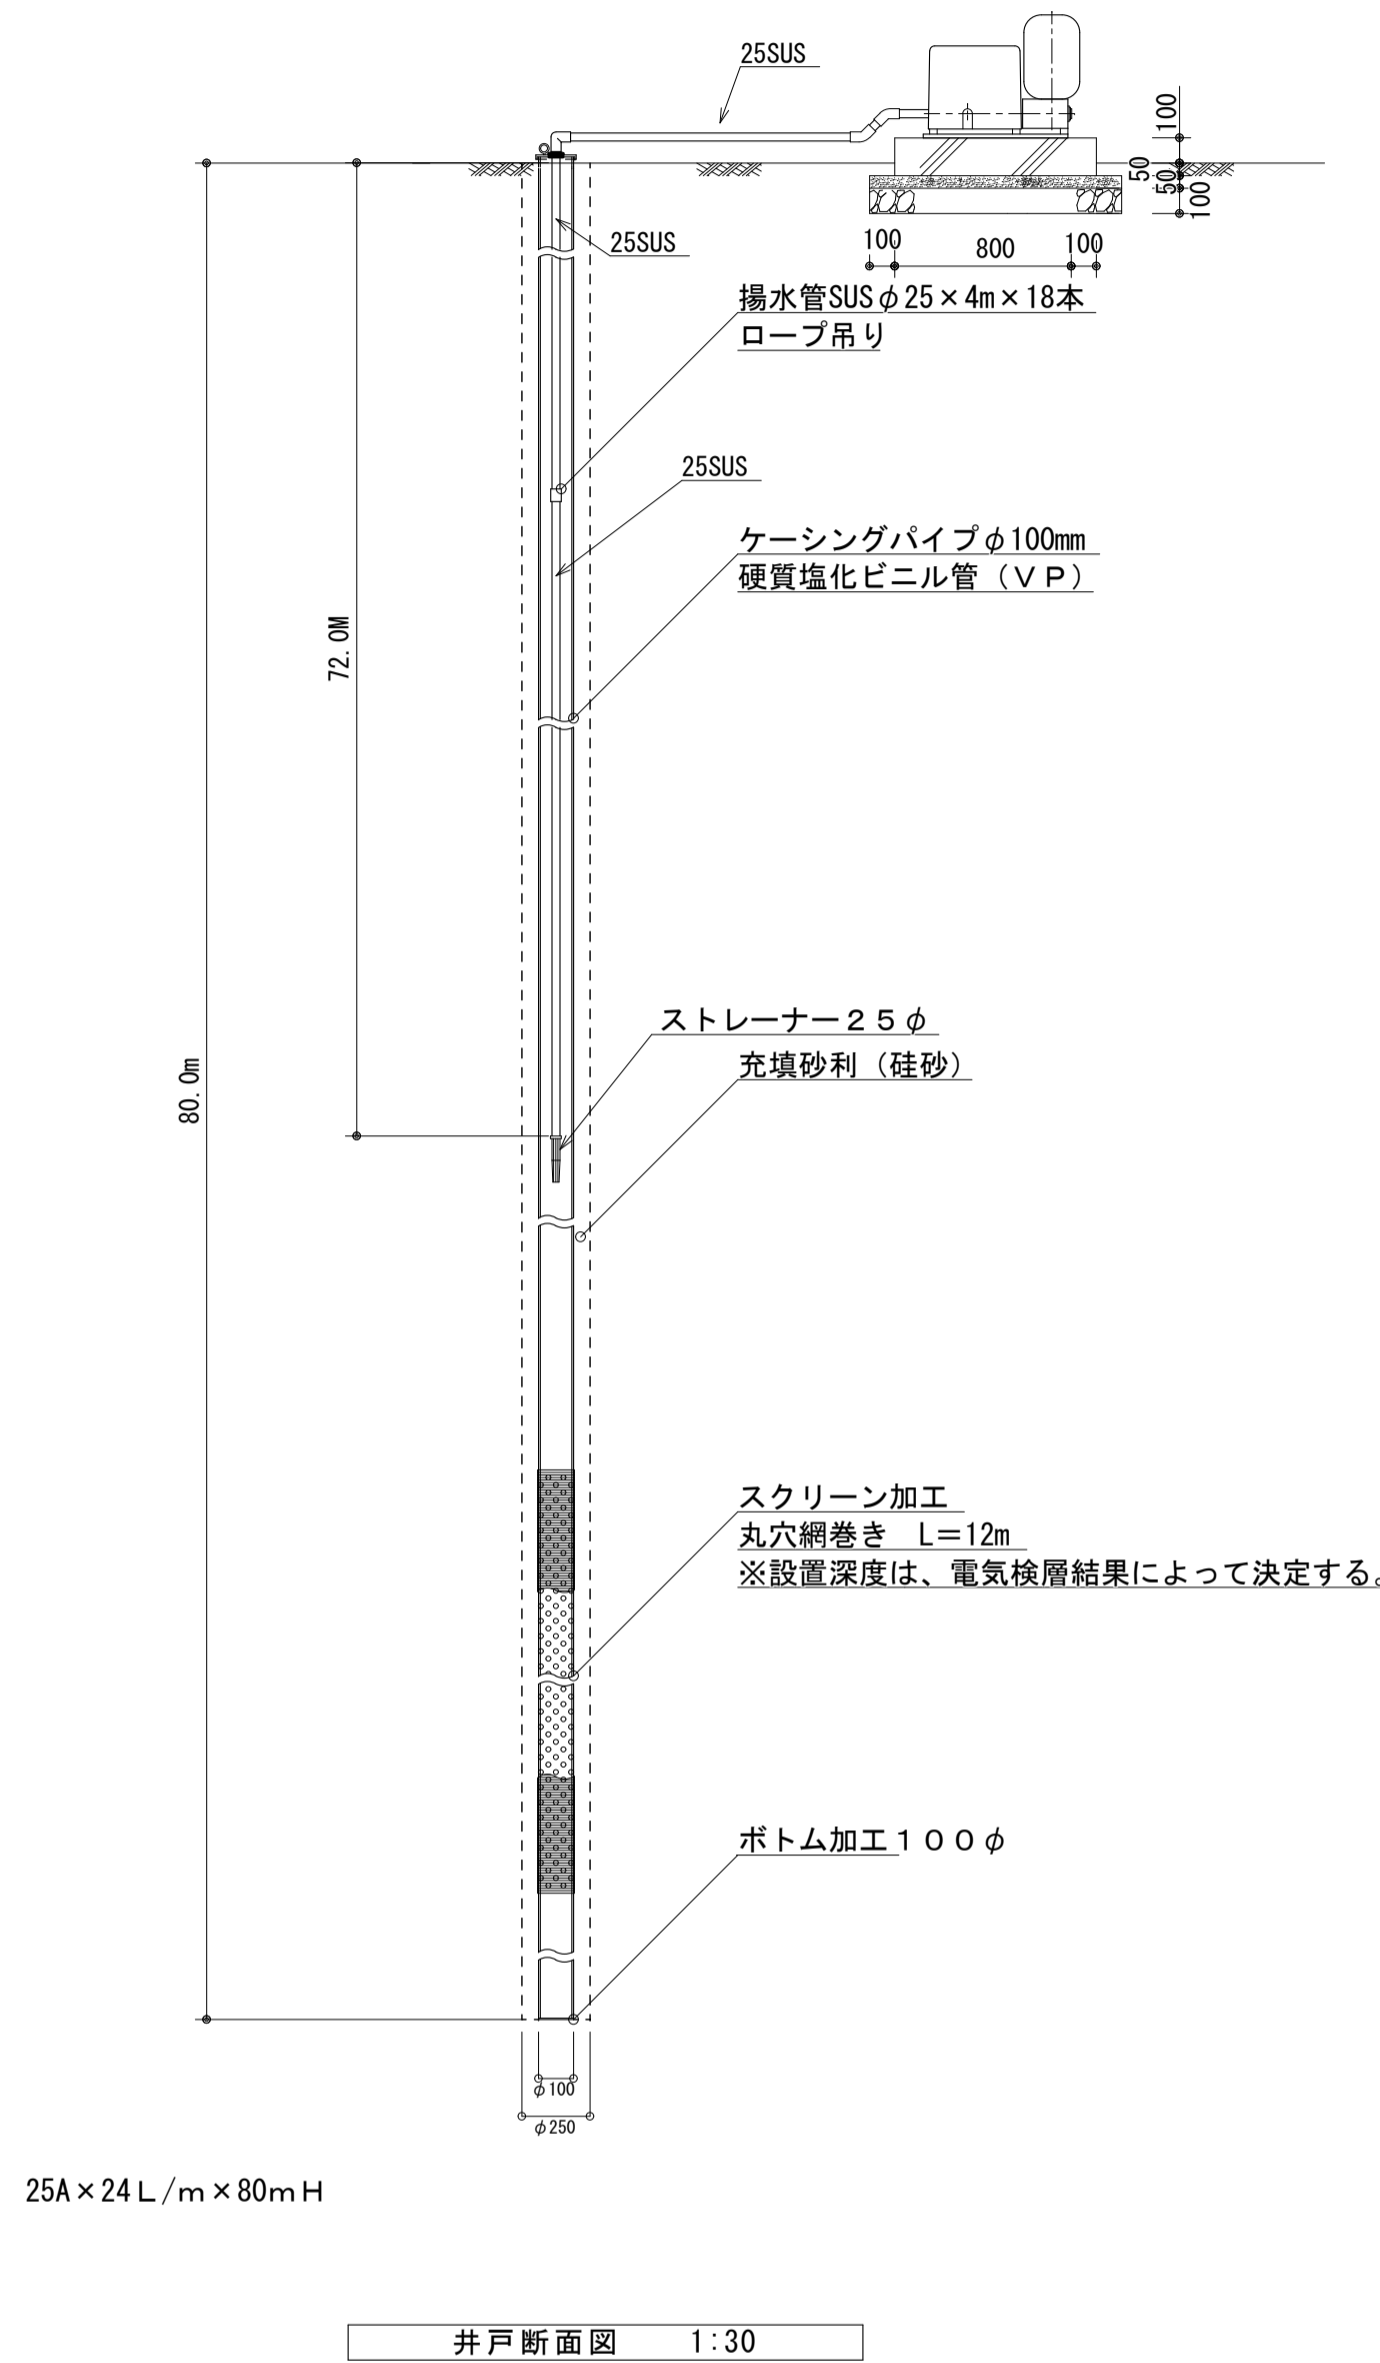 25SUS
100
50
50
100
100
800
100
25SUS
揚水管SUSφ25×4m×18本
ロープ吊り
25SUS
ケーシングパイプφ100mm
硬質塩化ビニル管（ＶＰ）
72.0M
ストレーナー２５φ
充填砂利（硅砂）
80.0m
スクリーン加工
丸穴網巻き　L＝12m
※設置深度は、電気検層結果によって決定する。
ボトム加工１００φ
φ100
φ250
25A×24Ｌ/ｍ×80ｍＨ
井戸断面図　1:30